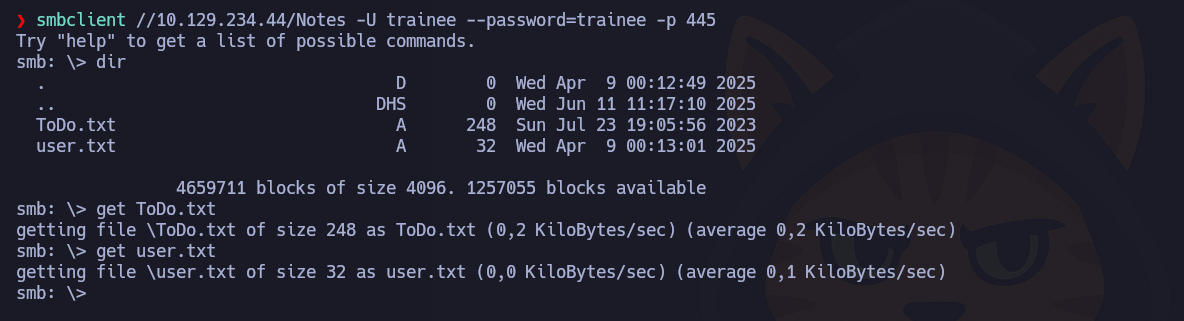 ❯ smbclient //10.129.234.44/Notes -U trainee --password=trainee -p 445
Try "help" to get a list of possible commands.
smb: \> dir
  .                                   D        0  Wed Apr  9 00:12:49 2025
  ..                                DHS        0  Wed Jun 11 11:17:10 2025
  ToDo.txt                            A      248  Sun Jul 23 19:05:56 2023
  user.txt                            A       32  Wed Apr  9 00:13:01 2025
                4659711 blocks of size 4096. 1257055 blocks available
smb: \> get ToDo.txt
getting file \ToDo.txt of size 248 as ToDo.txt (0,2 KiloBytes/sec) (average 0,2 KiloBytes/sec)
smb: \> get user.txt
getting file \user.txt of size 32 as user.txt (0,0 KiloBytes/sec) (average 0,1 KiloBytes/sec)
smb: \>